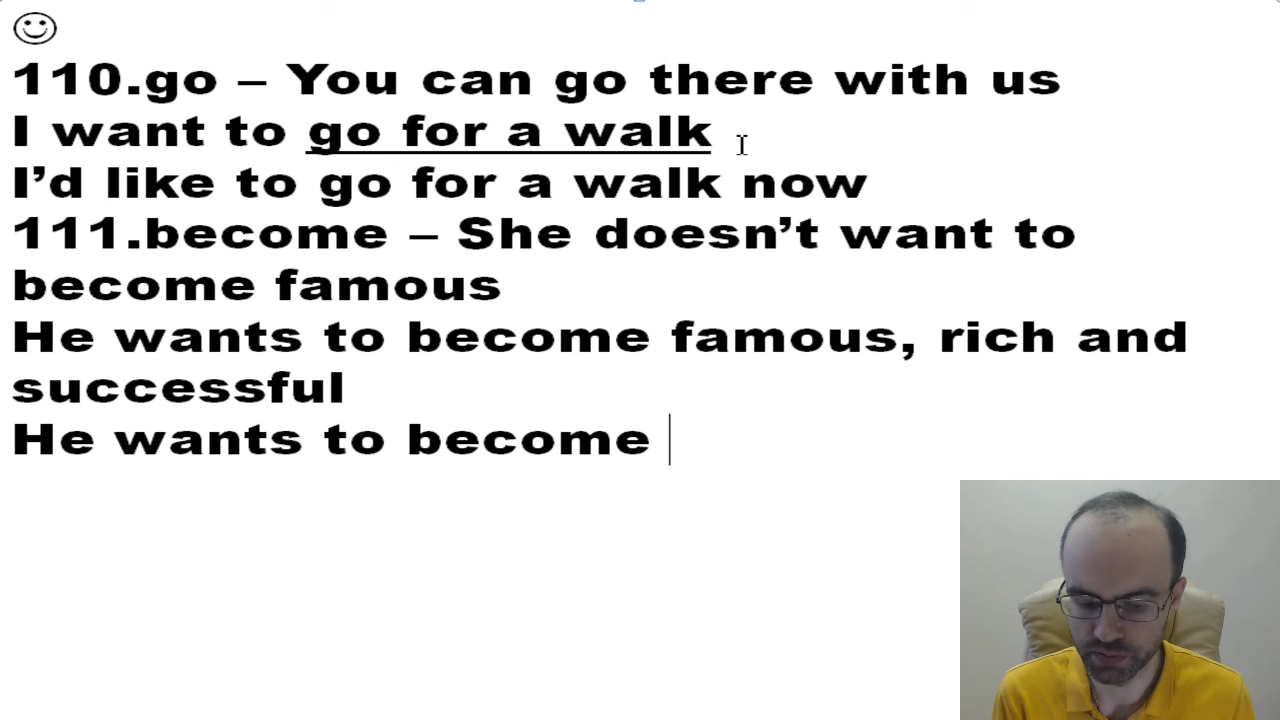 110.go – You can go there with us
I want to go for a walk
I’d like to go for a walk now
111.become – She doesn’t want to
become famous
He wants to become famous, rich and
successful
He wants to become